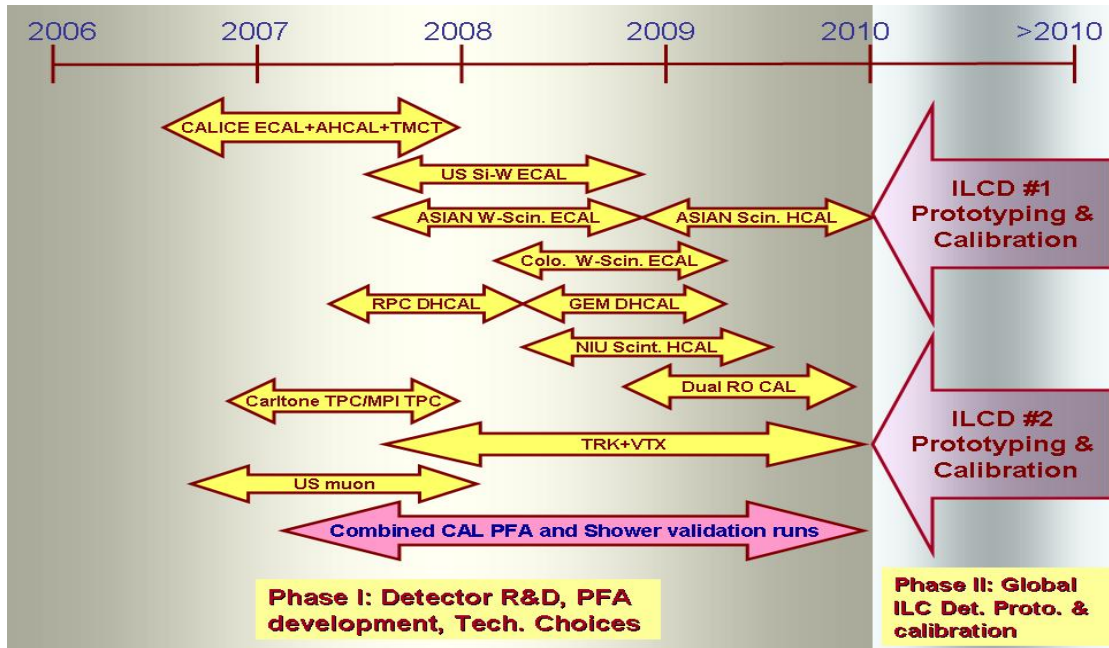 2006 2007 2008 2009 2010 >2010
CALICE ECAL+AHCAL+TMCT
US Si-W ECAL
ASIAN W-Scin. ECAL ASIAN Scin. HCAL
Colo. W-Scin. ECAL
RPC DHCAL GEM DHCAL
NIU Scint. HCAL
Dual RO CAL
Carltone TPC/MPI TPC
TRK+VTX
US muon
Combined CAL PFA and Shower validation runs
ILCD #1
Prototyping &
Calibration
ILCD #2
Prototyping &
Calibration
Phase I: Detector R&D, PFA
development, Tech. Choices
Phase II: Global
ILC Det. Proto. &
calibration